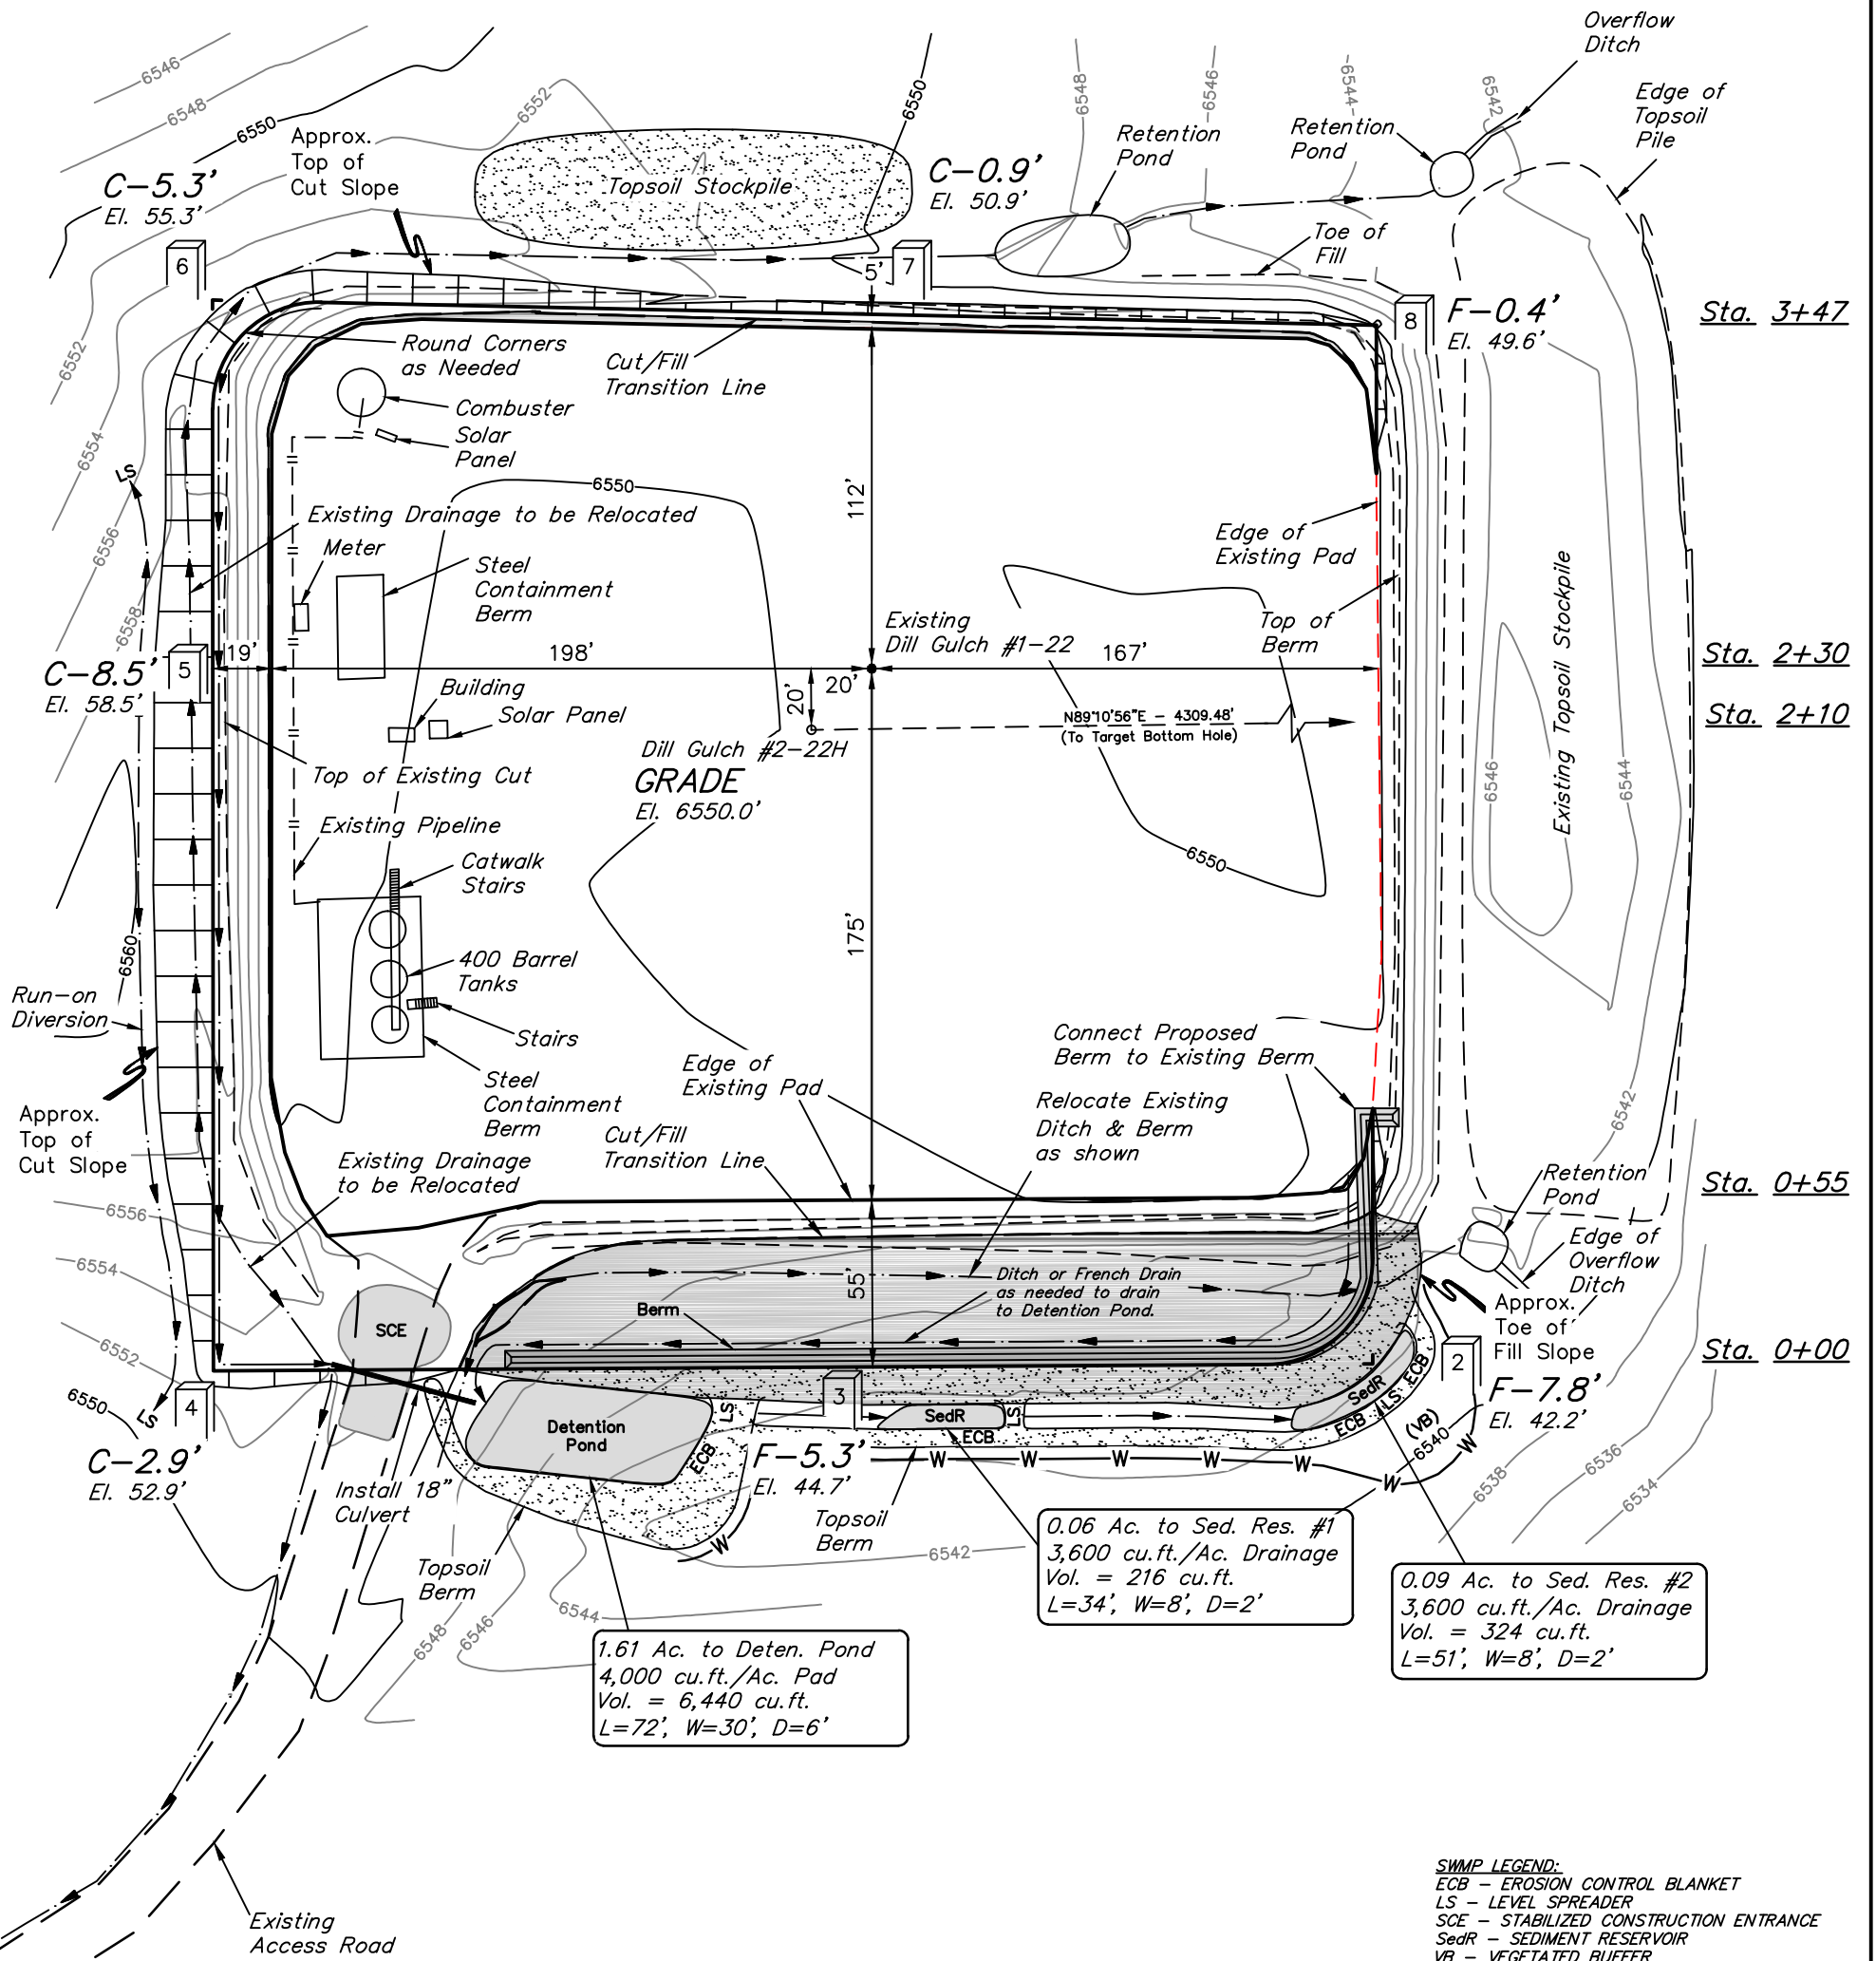 Overflow
Ditch
6546
6548
6550
6552
6550
6548
6546
6544
6542
Edge of
Topsoil
Pile
Approx.
Top of
Cut Slope
Retention
Pond
Retention
Pond
C-5.3'
El. 55.3'
Topsoil Stockpile
C-0.9'
El. 50.9'
Toe of
Fill
6
5'
7
8
F-0.4'
El. 49.6'
Sta. 3+47
6552
Round Corners
as Needed
Cut/Fill
Transition Line
Combuster
Solar
Panel
6554
LS
6550
112'
Existing Drainage to be Relocated
Edge of
Existing Pad
6556
Meter
Steel
Containment
Berm
6558
Existing
Dill Gulch #1-22
Top of
Berm
Existing Topsoil Stockpile
C-8.5'
El. 58.5'
5
19'
198'
167'
Sta. 2+30
20'
20'
Building
Solar Panel
N89°10'56"E - 4309.48'
(To Target Bottom Hole)
Sta. 2+10
Dill Gulch #2-22H
GRADE
El. 6550.0'
Top of Existing Cut
6546
6544
Existing Pipeline
6550
Catwalk
Stairs
175'
6560
400 Barrel
Tanks
Run-on
Diversion
Stairs
Connect Proposed
Berm to Existing Berm
Edge of
Existing Pad
Steel
Containment
Berm
Relocate Existing
Ditch & Berm
as shown
6542
Approx.
Top of
Cut Slope
Cut/Fill
Transition Line
Existing Drainage
to be Relocated
Retention
Pond
Sta. 0+55
6556
Edge of
Overflow
Ditch
6554
55'
Ditch or French Drain
as needed to drain
to Detention Pond.
Berm
SCE
Approx.
Toe of
Fill Slope
6552
Sta. 0+00
2
F-7.8'
El. 42.2'
6550
LS
4
3
LS
SedR
LS
SedR
ECB
LS
ECB
(VB)
6540
Detention
Pond
ECB
ECB
W
W
W
W
W
W
W
C-2.9'
El. 52.9'
F-5.3'
El. 44.7'
6538
6536
6534
Install 18"
Culvert
Topsoil
Berm
W
6542
Topsoil
Berm
0.06 Ac. to Sed. Res. #1
3,600 cu.ft./Ac. Drainage
Vol. = 216 cu.ft.
L=34', W=8', D=2'
0.09 Ac. to Sed. Res. #2
3,600 cu.ft./Ac. Drainage
Vol. = 324 cu.ft.
L=51', W=8', D=2'
6544
6548
6546
1.61 Ac. to Deten. Pond
4,000 cu.ft./Ac. Pad
Vol. = 6,440 cu.ft.
L=72', W=30', D=6'
Existing
Access Road
SWMP LEGEND:
ECB - EROSION CONTROL BLANKET
LS - LEVEL SPREADER
SCE - STABILIZED CONSTRUCTION ENTRANCE
SedR - SEDIMENT RESERVOIR
VB - VEGETATED BUFFER